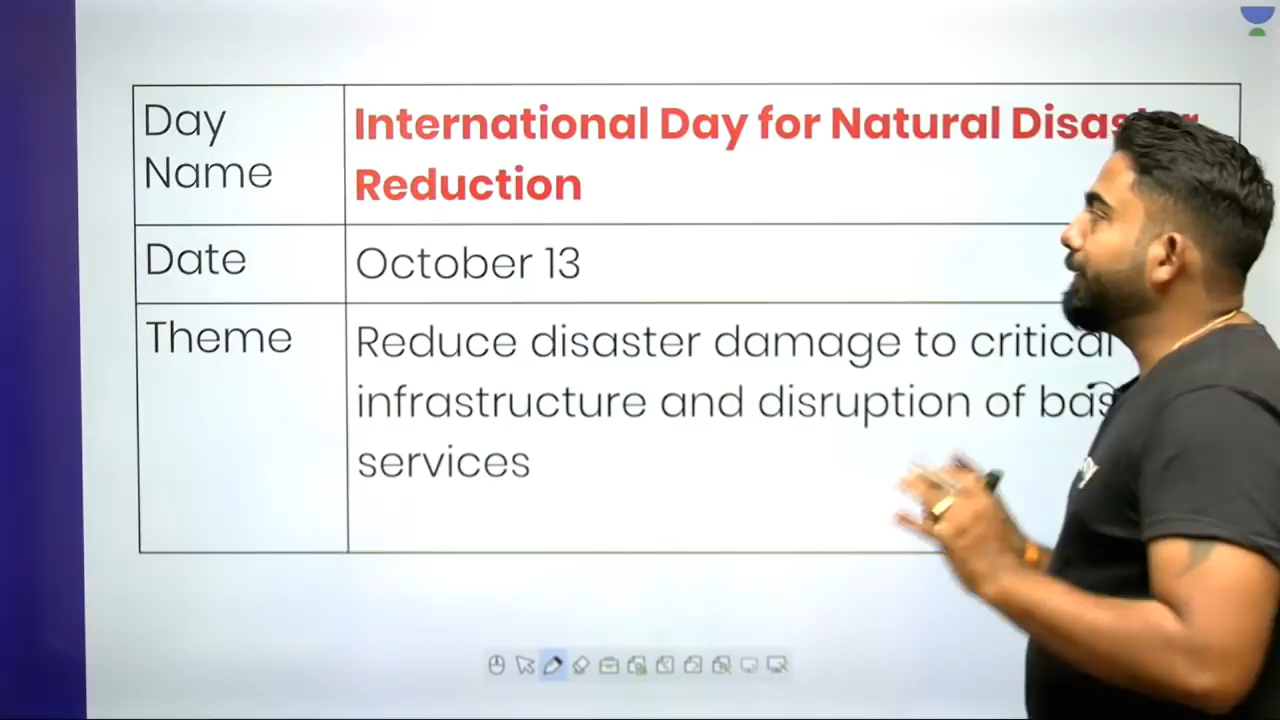 Day
Name
International Day for Natural
Reduction
Date
October 13
Theme
Reduce disaster damage to critical
infrastructure and disruption of
services